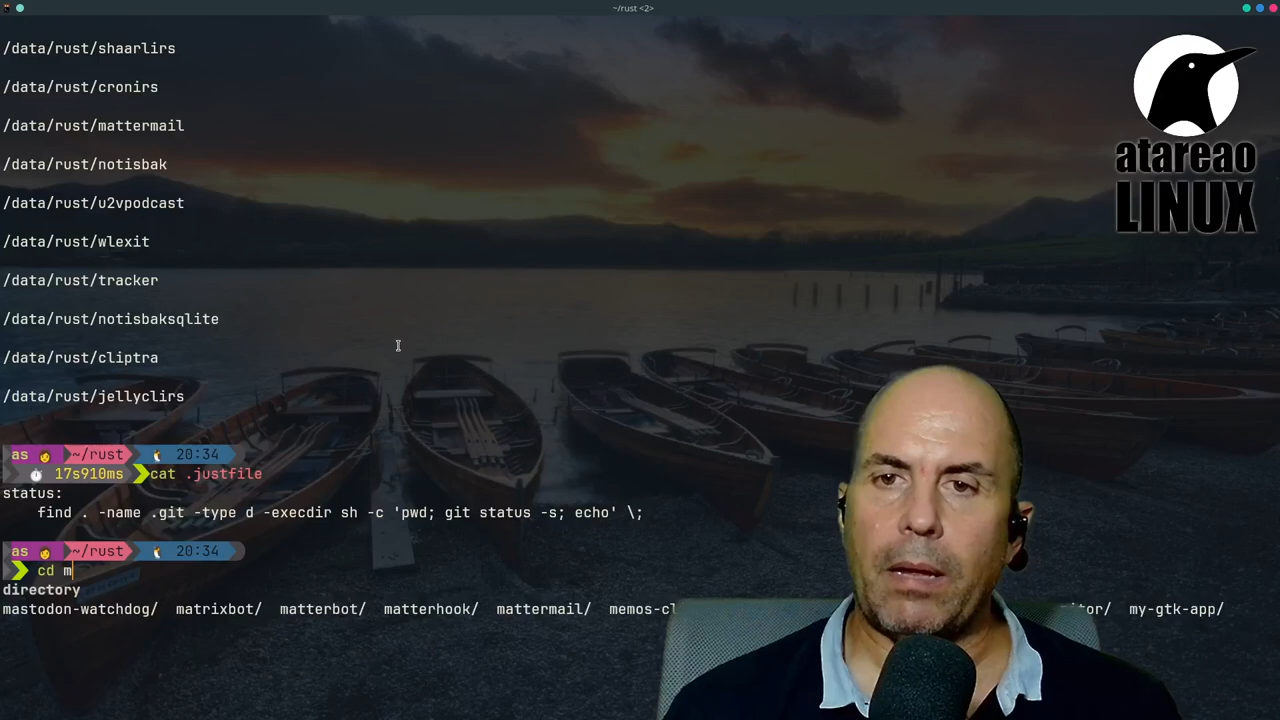 ~/rust <2>
/data/rust/shaarlirs
/data/rust/cronirs
/data/rust/mattermail
/data/rust/notisbak
/data/rust/u2vpodcast
/data/rust/wlexit
/data/rust/tracker
/data/rust/notisbaksqlite
/data/rust/cliptra
/data/rust/jellyclirs
atareao
LINUX
as ~/rust 20:34
17s910ms cat .justfile
status:
find . -name .git -type d -execdir sh -c 'pwd; git status -s; echo' \;
as ~/rust 20:34
cd m
directory
mastodon-watchdog/ matrixbot/ matterbot/ matterhook/ mattermail/ my-gtk-app/